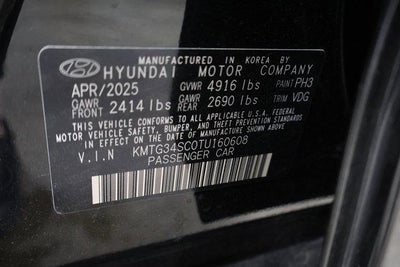 MANUFACTURED IN KOREA BY
HYUNDAI MOTOR COMPANY
APR/2025 GVWR 4916 lbs PAINT PH3
GAWR FRONT 2414 lbs GAWR REAR 2690 lbs TRIM VDG
THIS VEHICLE CONFORMS TO ALL APPLICABLE U.S.A. FEDERAL
MOTOR VEHICLE SAFETY, BUMPER, AND THEFT
PREVENTION STANDARDS IN EFFECT ON THE DATE OF
MANUFACTURE SHOWN ABOVE.
V.I.N KMTG34SC0TU160608
PASSENGER CAR